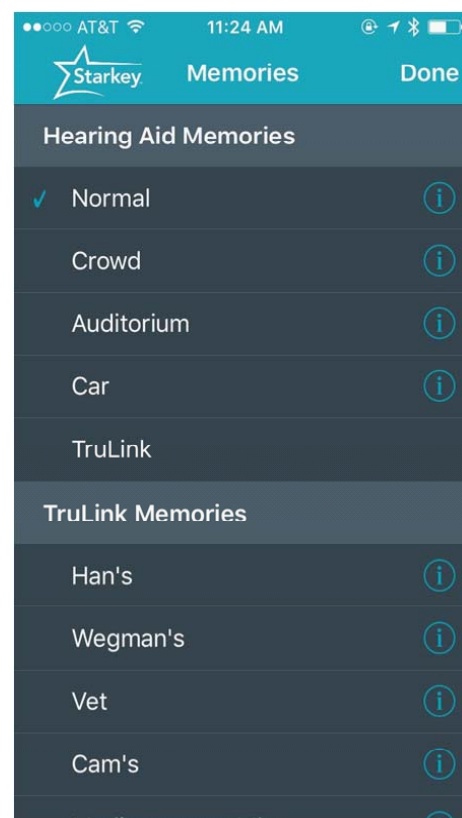 AT&T 11:24 AM
Starkey Memories Done
Hearing Aid Memories
Normal
Crowd
Auditorium
Car
TruLink
TruLink Memories
Han's
Wegman's
Vet
Cam's